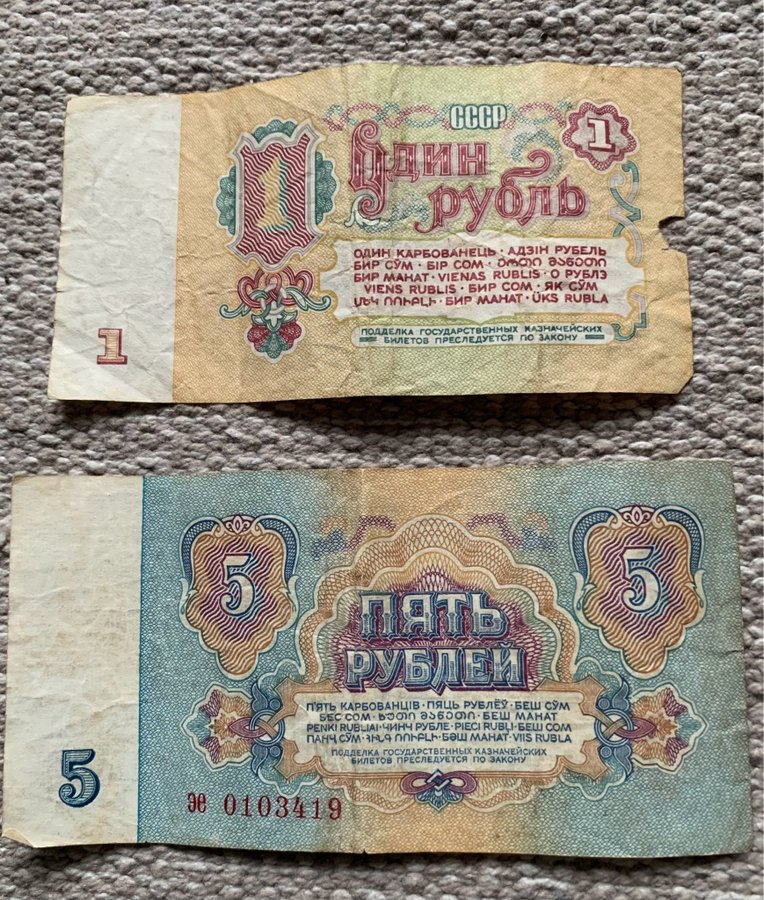 СССР
1
1
Один
рубль
ОДИН КАРБОВАНЕЦЬ · АДЗІН РУБЕЛЬ
БИР СЎМ · БІР СОМ · ᲔᲠᲗᲘ ᲛᲐᲜᲔᲗᲘ
БИР МАНАТ · VIENAS RUBLIS · О РУБЛЭ
VIENS RUBLIS · БИР СОМ · ЯК СЎМ
ՄԵԿ ՌՈՒԲԼԻ · БИР МАНАТ · ÜKS RUBLA
ПОДДЕЛКА ГОСУДАРСТВЕННЫХ КАЗНАЧЕЙСКИХ
БИЛЕТОВ ПРЕСЛЕДУЕТСЯ ПО ЗАКОНУ
1
5
5
ПЯТЬ
РУБЛЕЙ
П'ЯТЬ КАРБОВАНЦІВ · ПЯЦЬ РУБЛЁЎ · БЕШ СЎМ
БЕС СОМ · ᲮᲣᲗᲘ ᲛᲐᲜᲔᲗᲘ · БЕШ МАНАТ
PENKI RUBLIAI · ЧИНЧ РУБЛЕ · PIECI RUBĻI · БЕШ СОМ
ПАНҶ СЎМ · ՀԻՆԳ ՌՈՒԲԼԻ · БӘШ МАНАТ · VIIS RUBLA
ПОДДЕЛКА ГОСУДАРСТВЕННЫХ КАЗНАЧЕЙСКИХ
БИЛЕТОВ ПРЕСЛЕДУЕТСЯ ПО ЗАКОНУ
5
эе 0103419